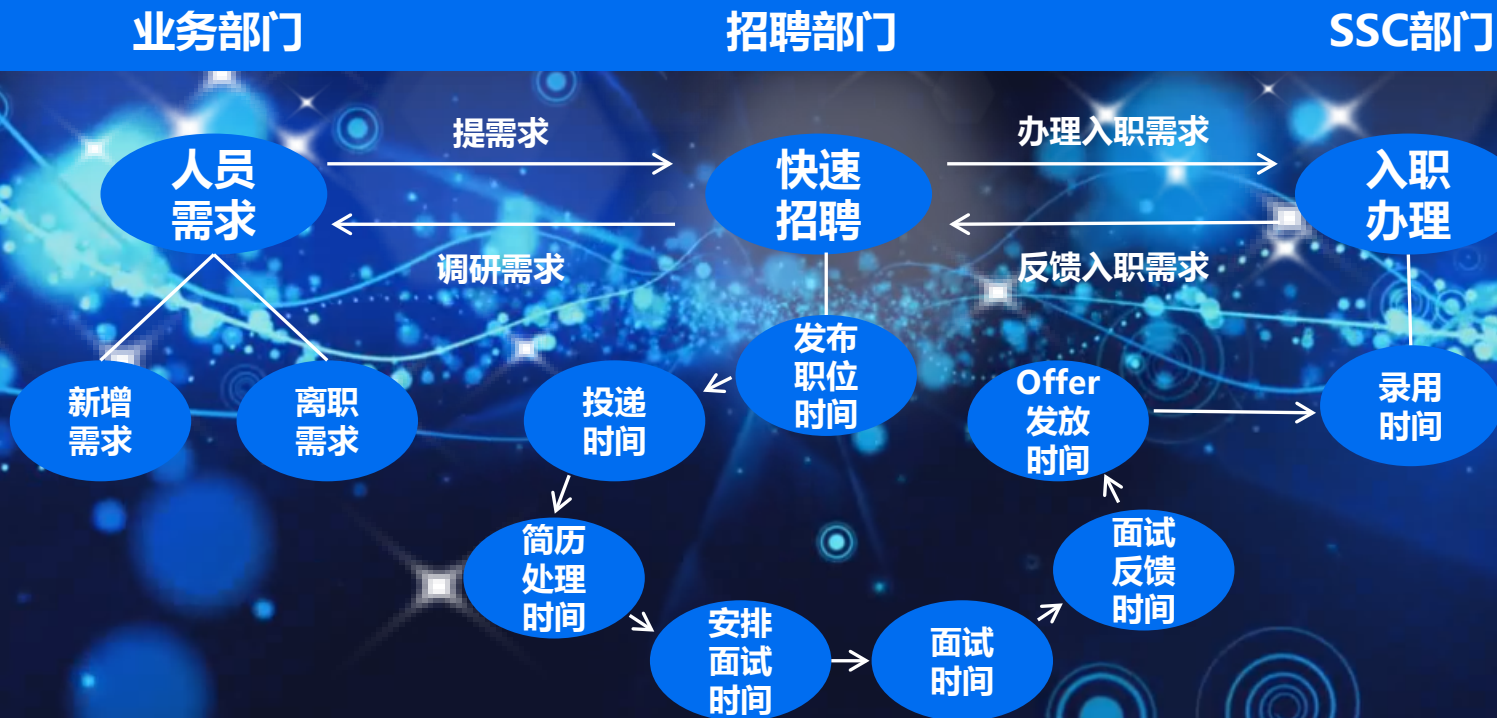 业务部门
招聘部门
SSC部门
提需求
办理入职需求
人员
需求
快速
招聘
入职
办理
调研需求
反馈入职需求
新增
需求
离职
需求
投递
时间
发布
职位
时间
Offer
发放
时间
录用
时间
简历
处理
时间
安排
面试
时间
面试
时间
面试
反馈
时间